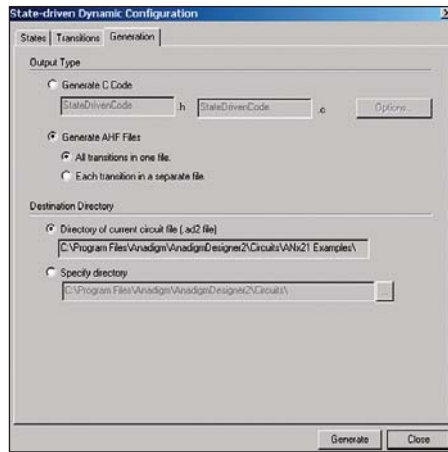 State-driven Dynamic Configuration
States Transitions Generation
Output Type
Generate C Code
StateDrivenCode .h StateDrivenCode .c Options...
Generate AHF Files
All transitions in one file.
Each transition in a separate file.
Destination Directory
Directory of current circuit file (.ad2 file)
C:\Program Files\Anadigm\AnadigmDesigner2\Circuits\ANx21 Examples\
Specify directory
C:\Program Files\Anadigm\AnadigmDesigner2\Circuits\ ...
Generate Close